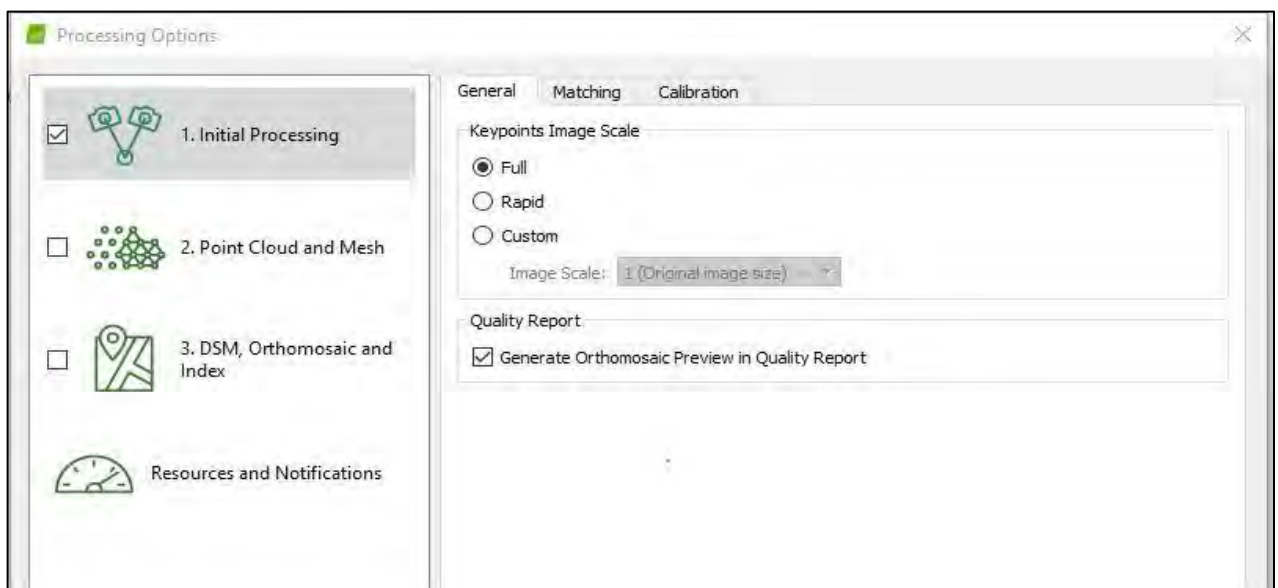 Processing Options
1. Initial Processing
2. Point Cloud and Mesh
3. DSM, Orthomosaic and
Index
Resources and Notifications
General Matching Calibration
Keypoints Image Scale
Full
Rapid
Custom
Image Scale: 1 (Original image size)
Quality Report
Generate Orthomosaic Preview in Quality Report